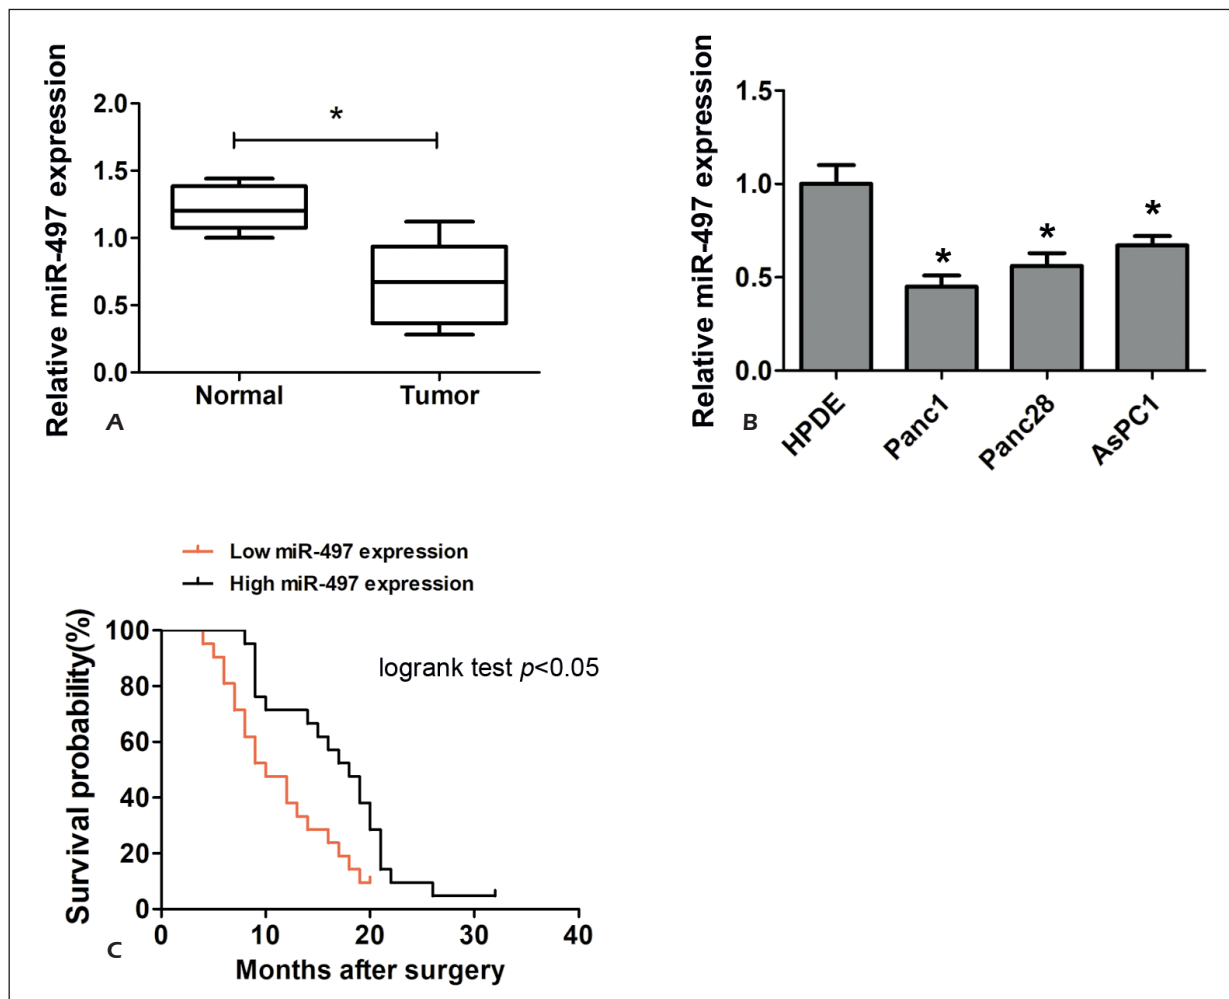 Relative miR-497 expression
2.0
1.5
1.0
0.5
0.0
*
Normal Tumor
A
Relative miR-497 expression
1.5
1.0
0.5
0.0
* * *
HPDE Panc1 Panc28 AsPC1
B
Low miR-497 expression
High miR-497 expression
Survival probability(%)
100
80
60
40
20
0
logrank test p<0.05
0 10 20 30 40
Months after surgery
C